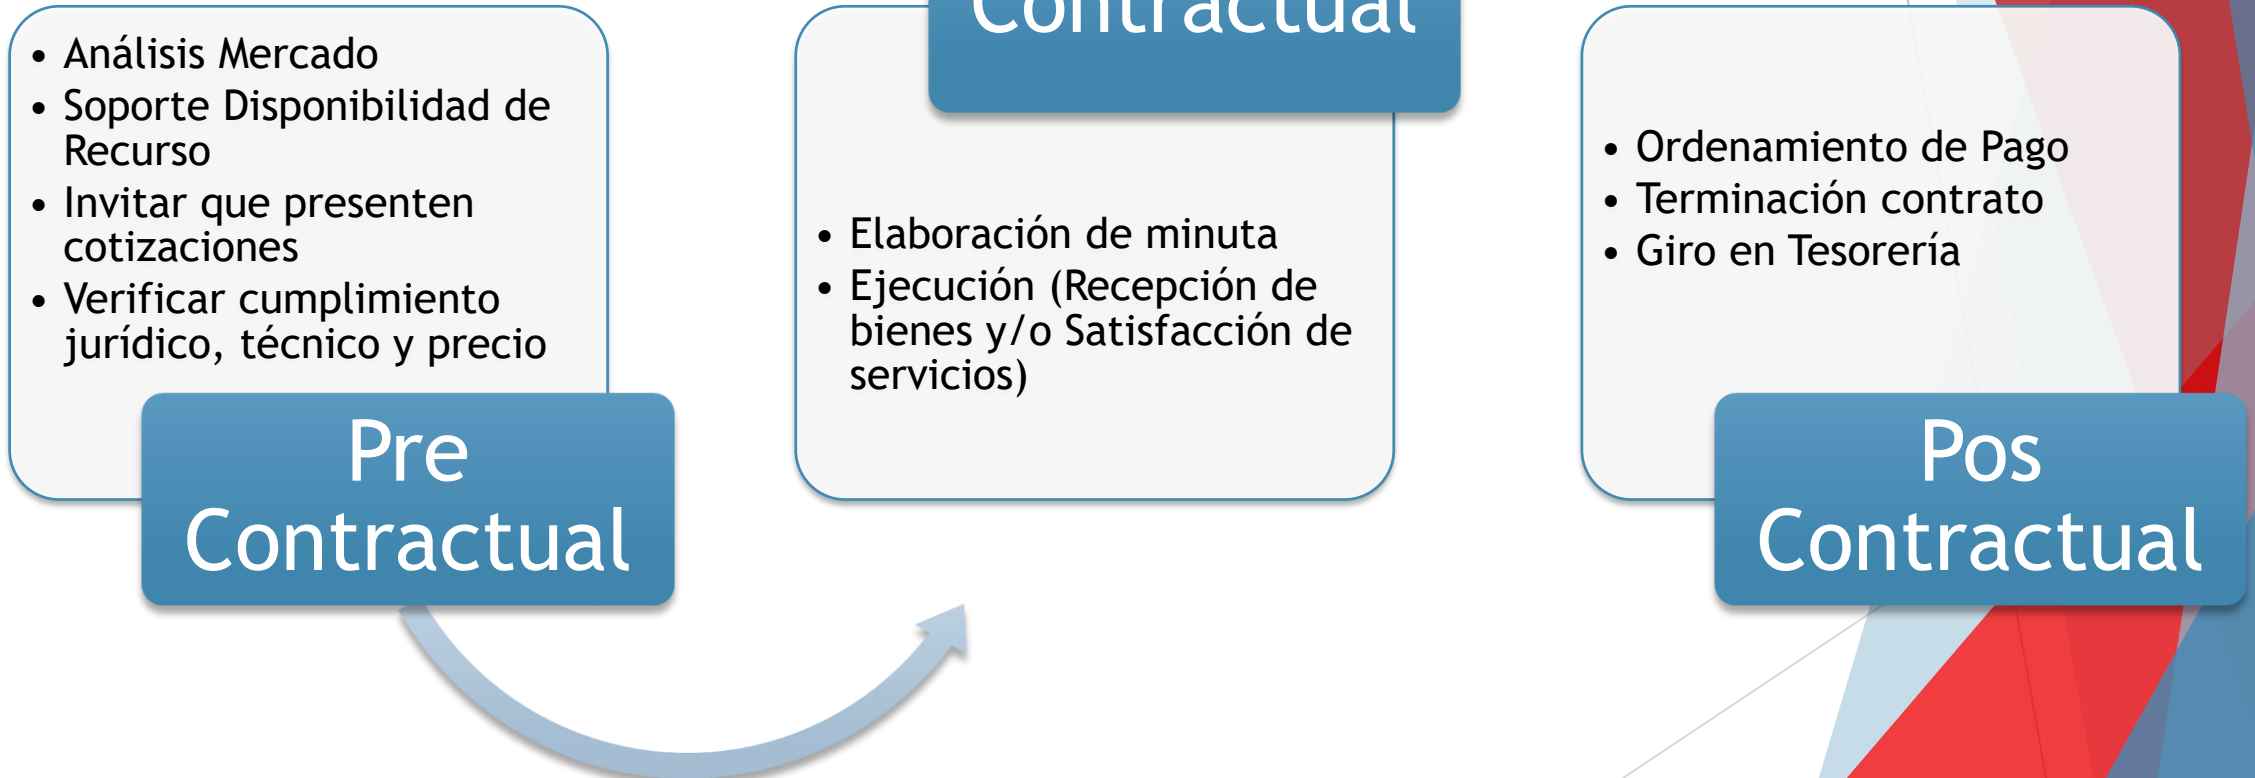 • Análisis Mercado
• Soporte Disponibilidad de
Recurso
• Invitar que presenten
cotizaciones
• Verificar cumplimiento
jurídico, técnico y precio
Pre
Contractual
Contractual
• Elaboración de minuta
• Ejecución (Recepción de
bienes y/o Satisfacción de
servicios)
• Ordenamiento de Pago
• Terminación contrato
• Giro en Tesorería
Pos
Contractual